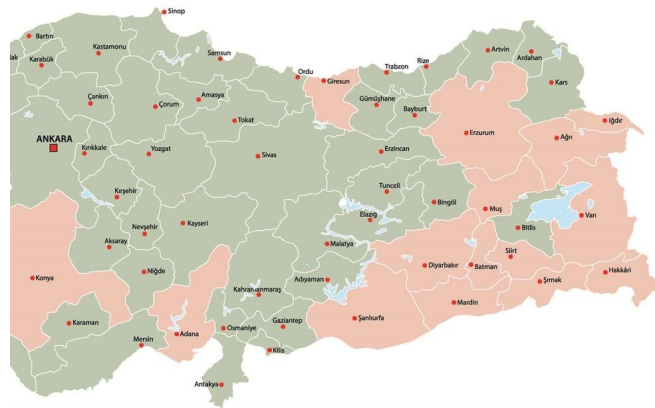 Sinop
Bartın
Kastamonu
Artvin
Ardahan
Karabük
lak
Samsun
Rize
Trabzon
Ordu
Giresun
Kars
Çankırı
Çorum
Amasya
Gümüşhane
Bayburt
Tokat
Iğdır
ANKARA
Erzurum
Ağrı
Kırıkkale
Yozgat
Sivas
Erzincan
Kırşehir
Tunceli
Bingöl
Muş
Van
Elazığ
Nevşehir
Kayseri
Bitlis
Aksaray
Malatya
Siirt
Konya
Niğde
Diyarbakır
Batman
Hakkâri
Adıyaman
Kahramanmaraş
Şırnak
Mardin
Karaman
Adana
Osmaniye
Gaziantep
Şanlıurfa
Mersin
Kilis
Antakya